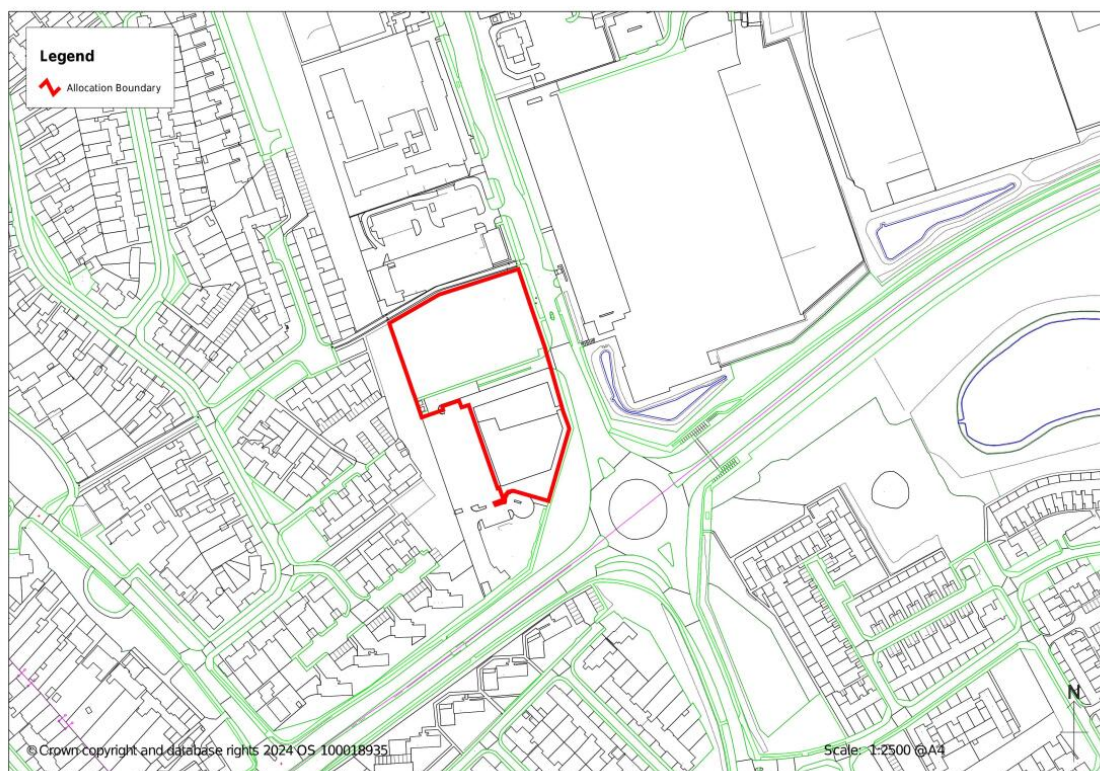 Legend
Allocation Boundary
N
© Crown copyright and database rights 2024 OS 100018935
Scale: 1:2500 @A4